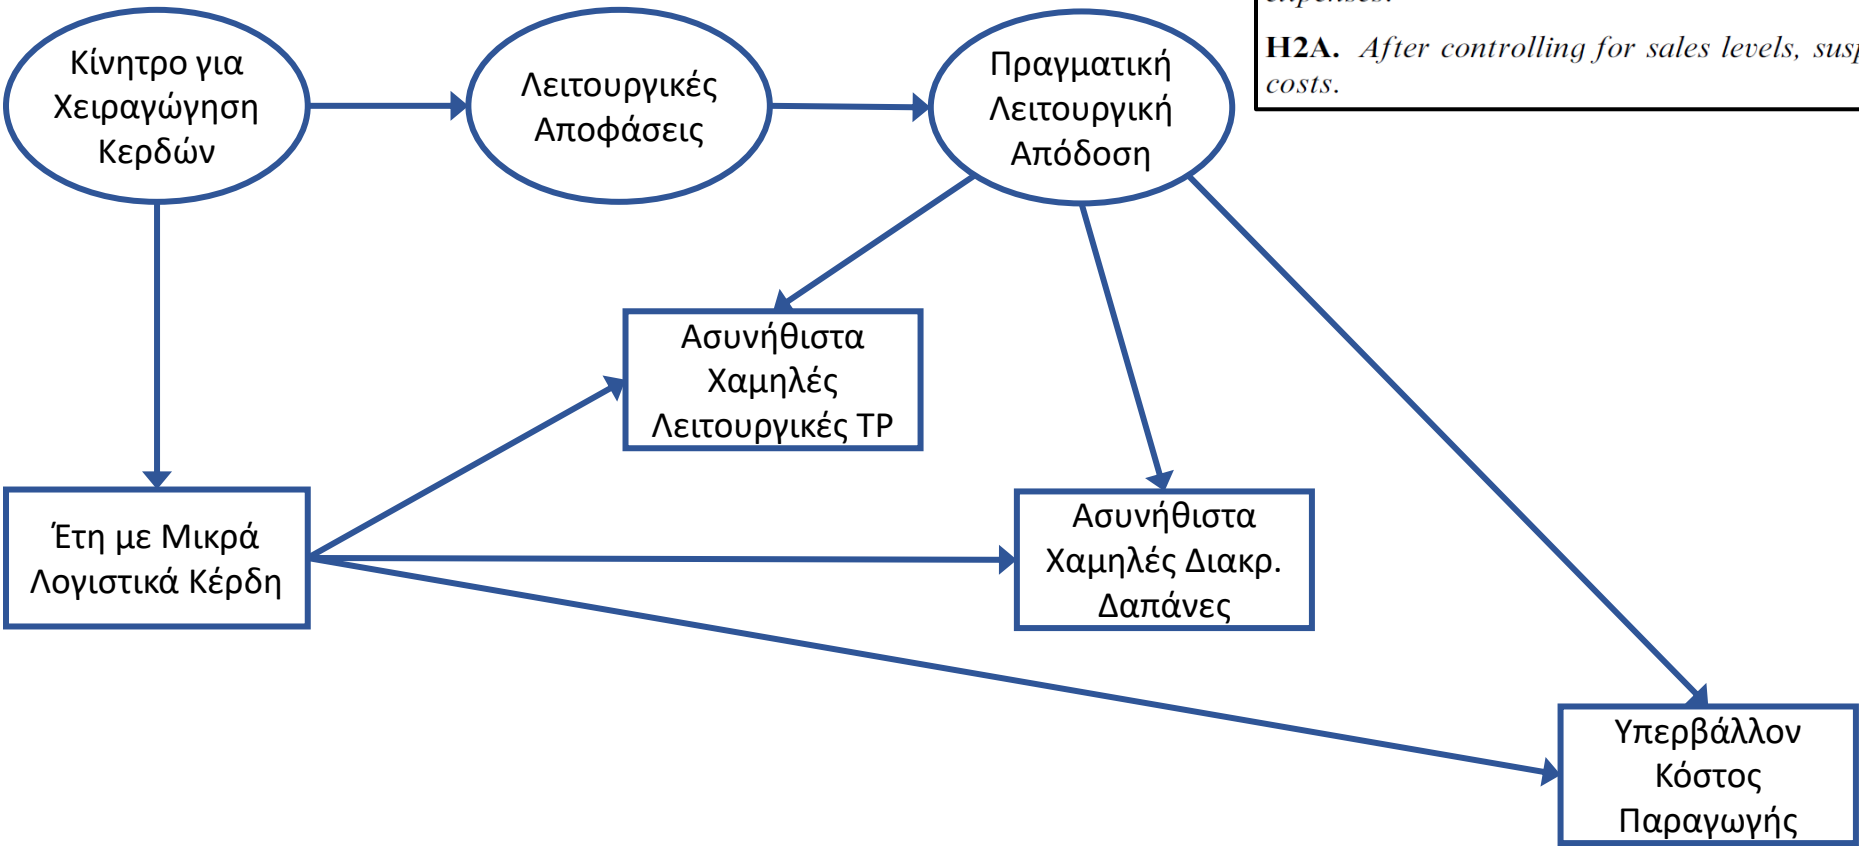 Κίνητρο για
Χειραγώγηση
Κερδών
Λειτουργικές
Αποφάσεις
Πραγματική
Λειτουργική
Απόδοση
expenses.
H2A. After controlling for sales levels,
costs.
Ασυνήθιστα
Χαμηλές
Λειτουργικές ΤΡ
Έτη με Μικρά
Λογιστικά Κέρδη
Ασυνήθιστα
Χαμηλές Διακρ.
Δαπάνες
Υπερβάλλον
Κόστος
Παραγωγής